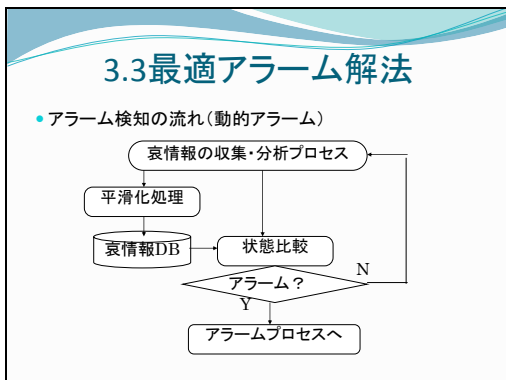 3.3最適アラーム解法
アラーム検知の流れ（動的アラーム）
哀情報の収集・分析プロセス
平滑化処理
哀情報DB
状態比較
アラーム？
N
Y
アラームプロセスへ